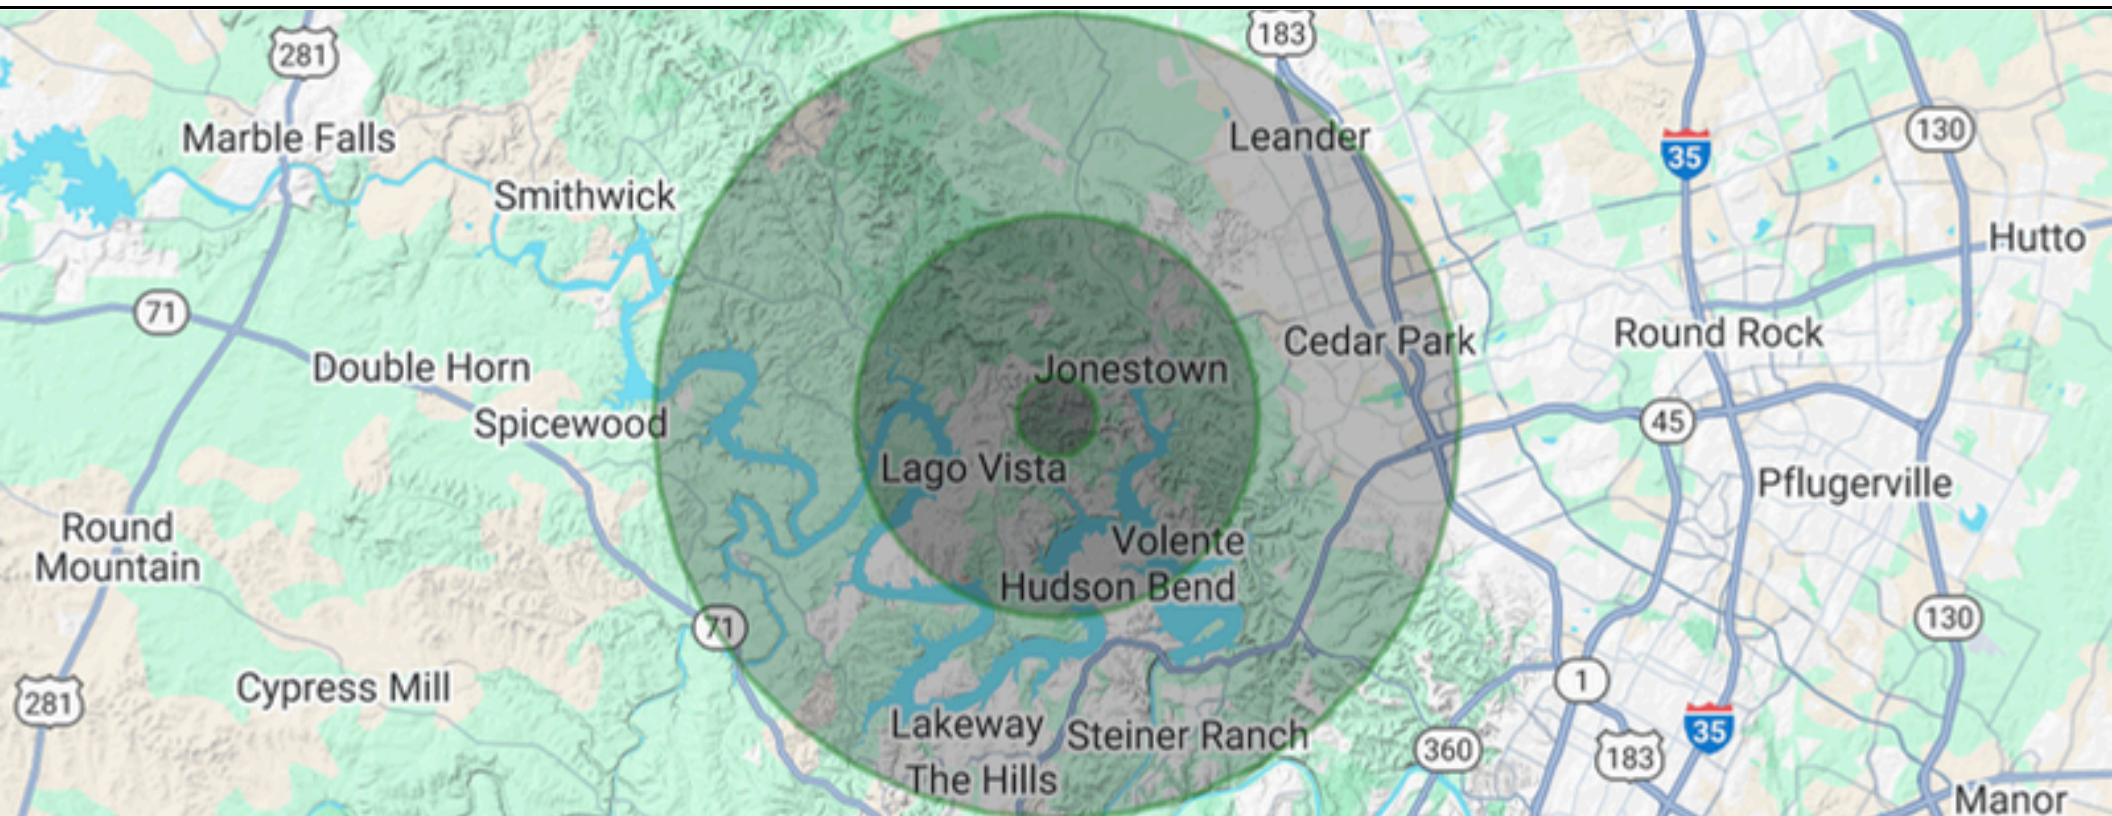 183
281
130
Marble Falls
Leander
35
Smithwick
Hutto
71
Round Rock
Cedar Park
Double Horn
Jonestown
Spicewood
45
Lago Vista
Pflugerville
Round
Mountain
Volente
Hudson Bend
130
71
1
Cypress Mill
281
Lakeway
Steiner Ranch
35
360
183
The Hills
Manor